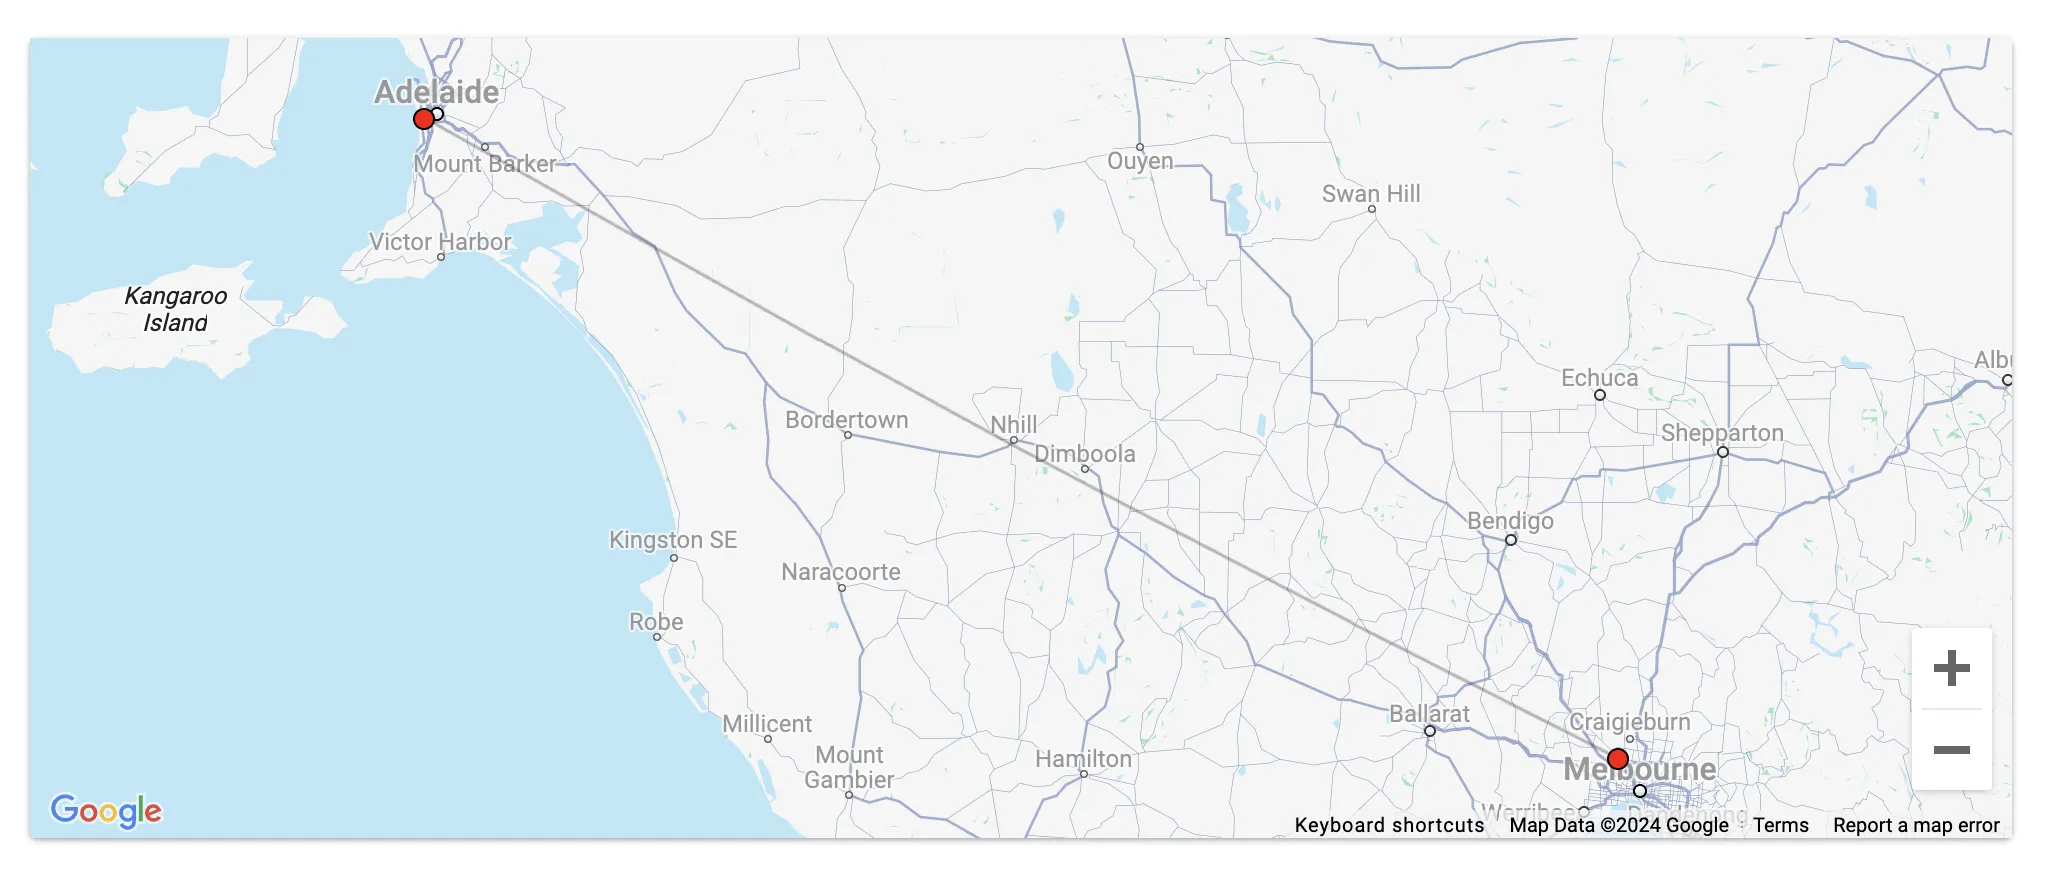 Adelaide
Mount Barker
Ouyen
Swan Hill
Victor Harbor
Kangaroo
Island
Albu
Echuca
Bordertown
Nhill
Shepparton
Dimboola
Bendigo
Kingston SE
Naracoorte
Robe
Millicent
Ballarat
Craigieburn
Mount
Gambier
Hamilton
Melbourne
Werribee
Dandenong
Google
Keyboard shortcuts
Map Data ©2024 Google
Terms
Report a map error